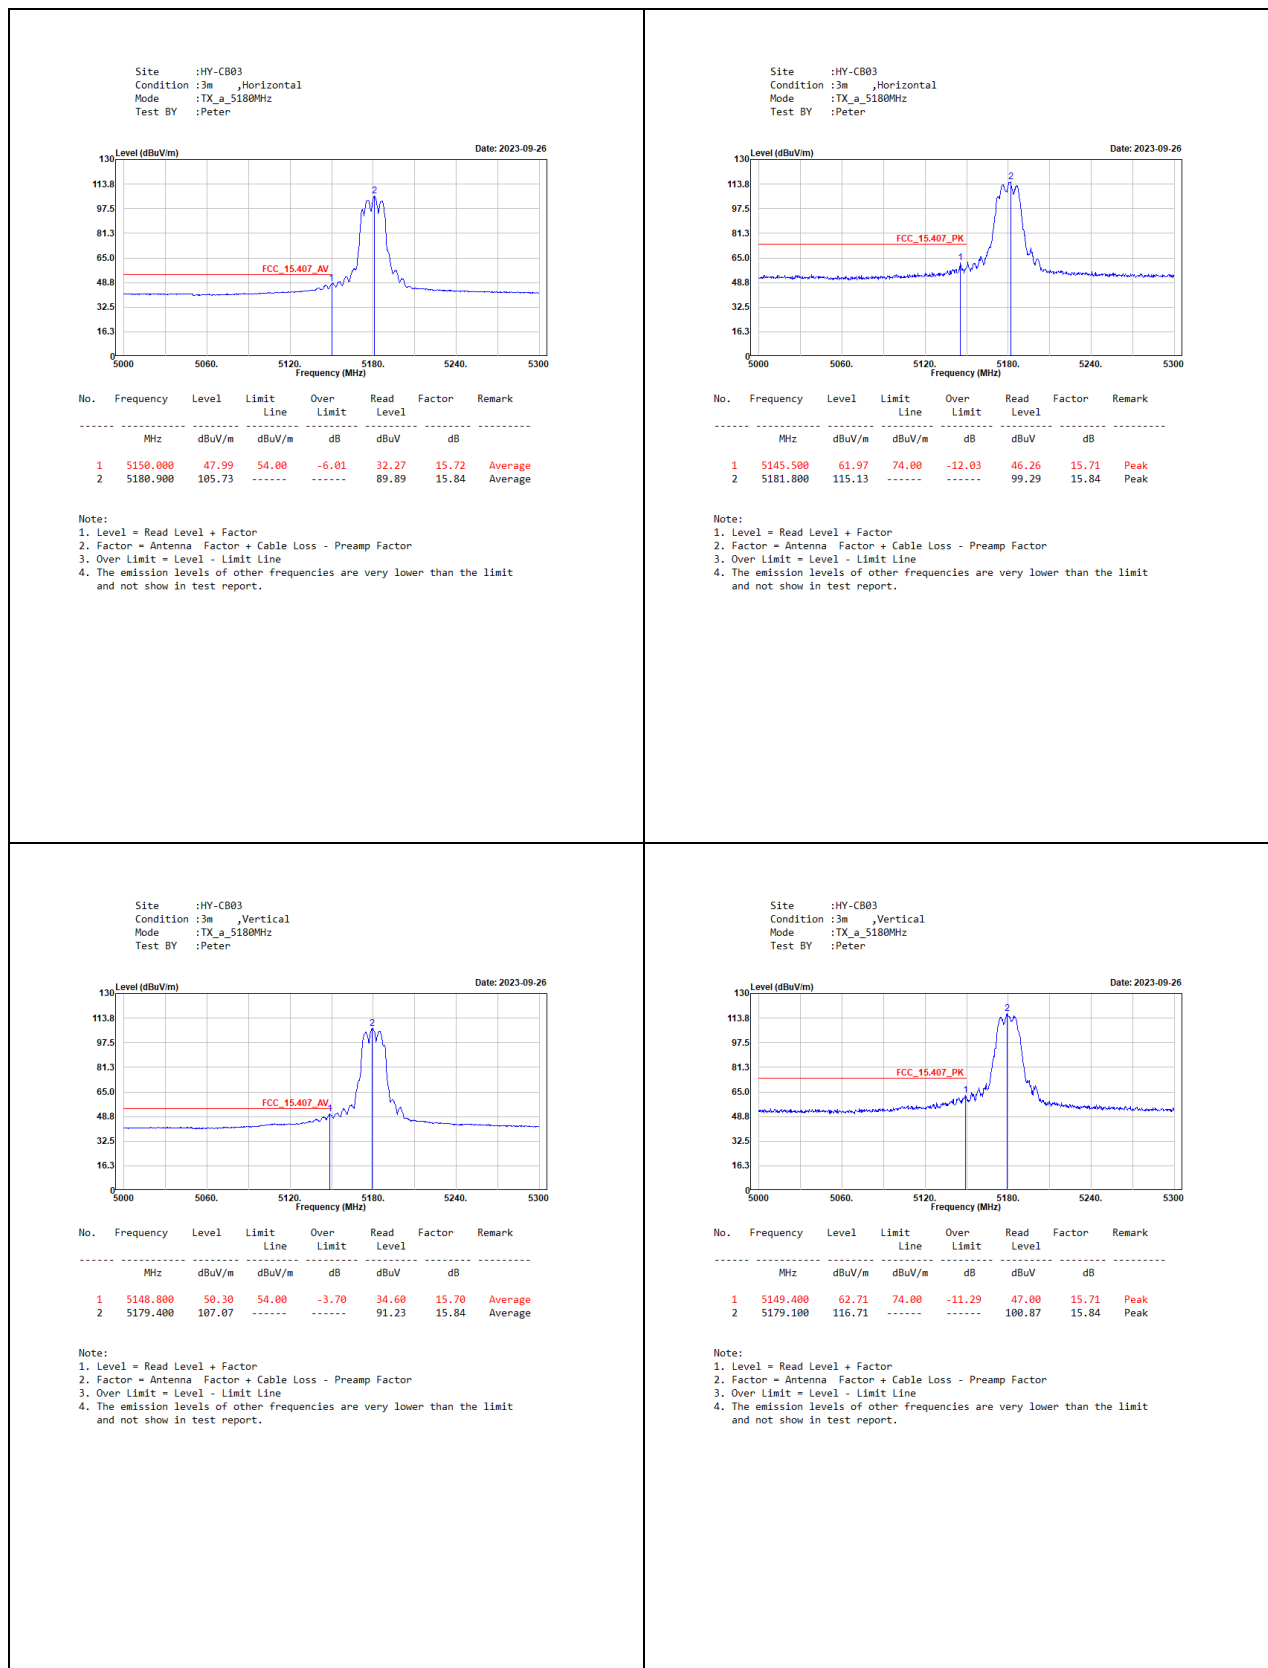 Site      :HY-CB03
Condition :3m    ,Horizontal
Mode      :TX_a_5180MHz
Test BY   :Peter
Level (dBuV/m)
Date: 2023-09-26
130
113.8
97.5
81.3
65.0
48.8
32.5
16.3
0
FCC_15.407_AV
1
2
5000 5060. 5120. 5180. 5240. 5300
Frequency (MHz)
No. Frequency Level Limit Over Read Factor Remark
Line Limit Level
------ ----------- -------- -------- --------- --------- -------- ---------
MHz dBuV/m dBuV/m dB dBuV dB
1 5150.000 47.99 54.00 -6.01 32.27 15.72 Average
2 5180.900 105.73 ------ ------ 89.89 15.84 Average
Note:
1. Level = Read Level + Factor
2. Factor = Antenna  Factor + Cable Loss - Preamp Factor
3. Over Limit = Level - Limit Line
4. The emission levels of other frequencies are very lower than the limit
and not show in test report.
Site      :HY-CB03
Condition :3m    ,Horizontal
Mode      :TX_a_5180MHz
Test BY   :Peter
Level (dBuV/m)
Date: 2023-09-26
130
113.8
97.5
81.3
65.0
48.8
32.5
16.3
0
FCC_15.407_PK
1
2
5000 5060. 5120. 5180. 5240. 5300
Frequency (MHz)
No. Frequency Level Limit Over Read Factor Remark
Line Limit Level
------ ----------- -------- -------- --------- --------- -------- ---------
MHz dBuV/m dBuV/m dB dBuV dB
1 5145.500 61.97 74.00 -12.03 46.26 15.71 Peak
2 5181.800 115.13 ------ ------ 99.29 15.84 Peak
Note:
1. Level = Read Level + Factor
2. Factor = Antenna  Factor + Cable Loss - Preamp Factor
3. Over Limit = Level - Limit Line
4. The emission levels of other frequencies are very lower than the limit
and not show in test report.
Site      :HY-CB03
Condition :3m    ,Vertical
Mode      :TX_a_5180MHz
Test BY   :Peter
Level (dBuV/m)
Date: 2023-09-26
130
113.8
97.5
81.3
65.0
48.8
32.5
16.3
0
FCC_15.407_AV
1
2
5000 5060. 5120. 5180. 5240. 5300
Frequency (MHz)
No. Frequency Level Limit Over Read Factor Remark
Line Limit Level
------ ----------- -------- -------- --------- --------- -------- ---------
MHz dBuV/m dBuV/m dB dBuV dB
1 5148.800 50.30 54.00 -3.70 34.60 15.70 Average
2 5179.400 107.07 ------ ------ 91.23 15.84 Average
Note:
1. Level = Read Level + Factor
2. Factor = Antenna  Factor + Cable Loss - Preamp Factor
3. Over Limit = Level - Limit Line
4. The emission levels of other frequencies are very lower than the limit
and not show in test report.
Site      :HY-CB03
Condition :3m    ,Vertical
Mode      :TX_a_5180MHz
Test BY   :Peter
Level (dBuV/m)
Date: 2023-09-26
130
113.8
97.5
81.3
65.0
48.8
32.5
16.3
0
FCC_15.407_PK
1
2
5000 5060. 5120. 5180. 5240. 5300
Frequency (MHz)
No. Frequency Level Limit Over Read Factor Remark
Line Limit Level
------ ----------- -------- -------- --------- --------- -------- ---------
MHz dBuV/m dBuV/m dB dBuV dB
1 5149.400 62.71 74.00 -11.29 47.00 15.71 Peak
2 5179.100 116.71 ------ ------ 100.87 15.84 Peak
Note:
1. Level = Read Level + Factor
2. Factor = Antenna  Factor + Cable Loss - Preamp Factor
3. Over Limit = Level - Limit Line
4. The emission levels of other frequencies are very lower than the limit
and not show in test report.